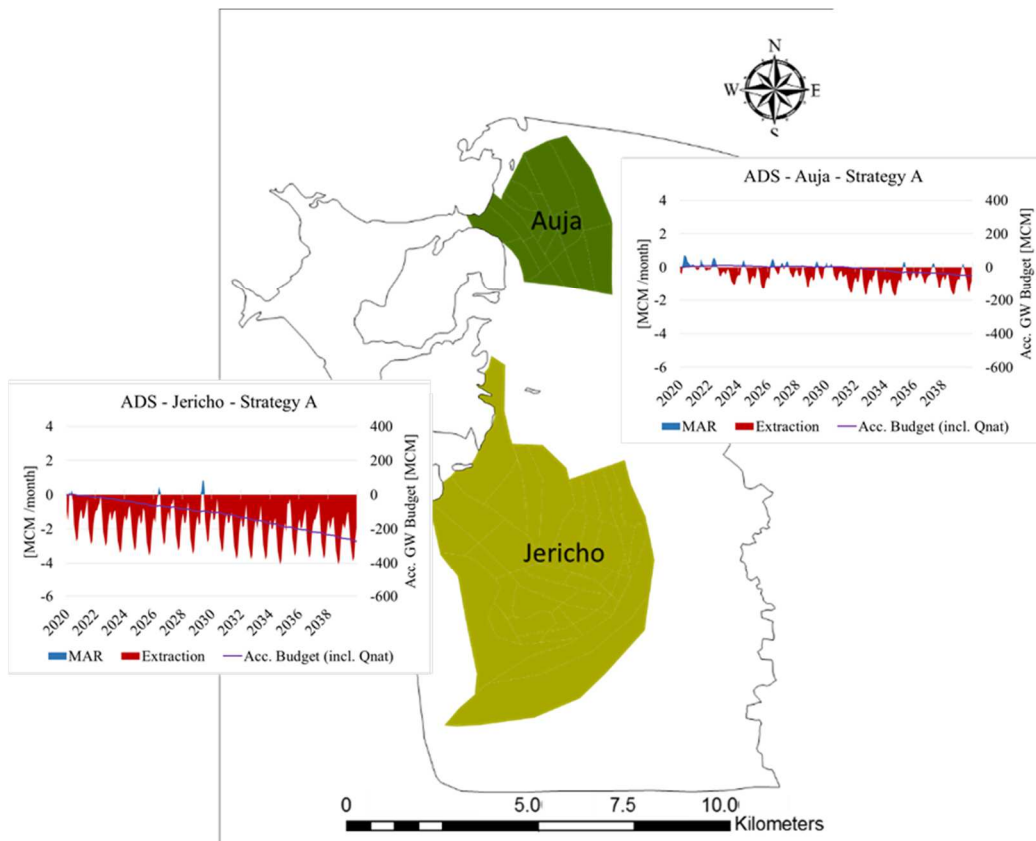 N
W E
S
Auja
ADS - Auja - Strategy A
4 400
2 200
0 0
-2 -200
-4 -400
-6 -600
[MCM /month]
Acc. GW Budget [MCM]
2020 2022 2024 2026 2028 2030 2032 2034 2036 2038
MAR Extraction Acc. Budget (incl. Qnat)
ADS - Jericho - Strategy A
4 400
2 200
0 0
-2 -200
-4 -400
-6 -600
[MCM /month]
Acc. GW Budget [MCM]
2020 2022 2024 2026 2028 2030 2032 2034 2036 2038
MAR Extraction Acc. Budget (incl. Qnat)
Jericho
0 5.0 7.5 10.0
Kilometers